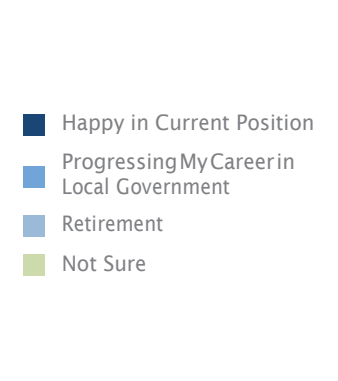 Happy in Current Position
Progressing My Career in
Local Government
Retirement
Not Sure